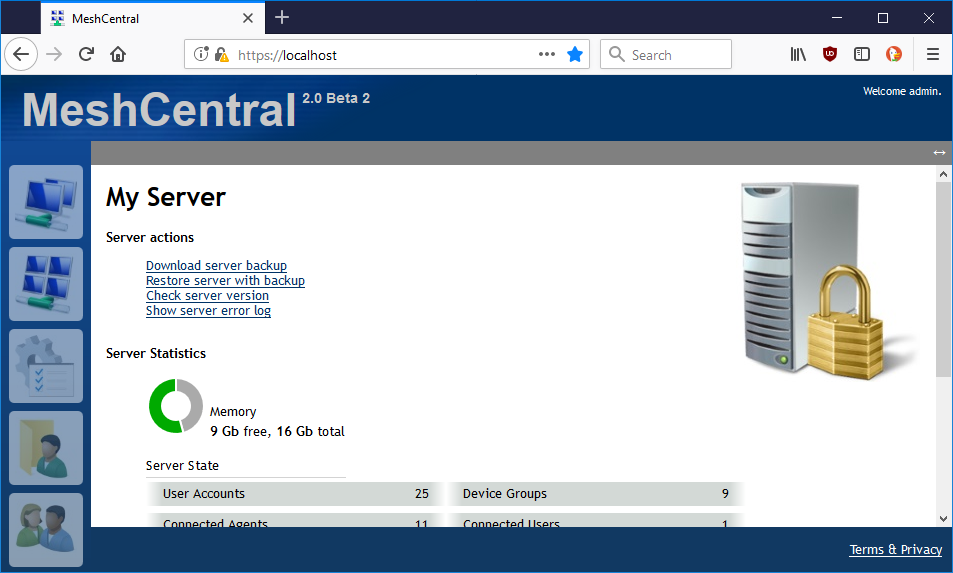 MeshCentral
https://localhost
Search
MeshCentral 2.0 Beta 2
Welcome admin.
My Server
Server actions
Download server backup
Restore server with backup
Check server version
Show server error log
Server Statistics
Memory
9 Gb free, 16 Gb total
Server State
User Accounts 25 Device Groups 9
Connected Agents 11 Connected Users 1
Terms & Privacy